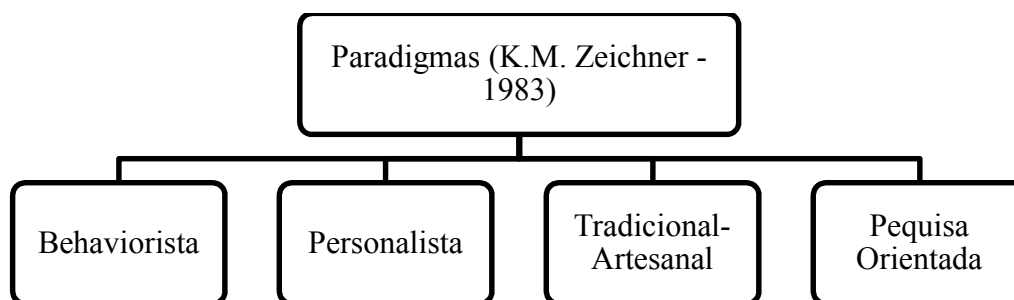 Paradigmas (K.M. Zeichner -
1983)
Behaviorista
Personalista
Tradicional-
Artesanal
Pequisa
Orientada